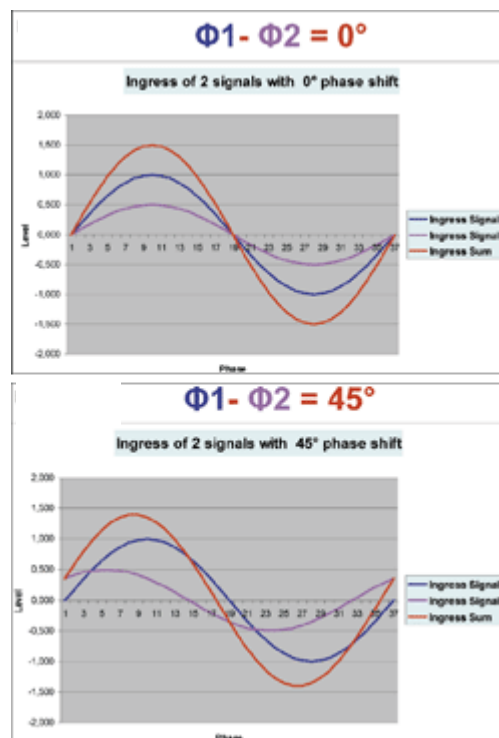 Φ1- Φ2 = 0°
Ingress of 2 signals with 0° phase shift
2,000
1,500
1,000
0,500
0,000
-0,500
-1,000
-1,500
-2,000
Level
1 3 5 7 9 11 13 15 17 19 21 23 25 27 29 31 33 35 37
Phase
Ingress Signal
Ingress Signal
Ingress Sum
Φ1- Φ2 = 45°
Ingress of 2 signals with 45° phase shift
2,000
1,500
1,000
0,500
0,000
-0,500
-1,000
-1,500
-2,000
Level
1 3 5 7 9 11 13 15 17 19 21 23 25 27 29 31 33 35 37
Phase
Ingress Signal
Ingress Signal
Ingress Sum